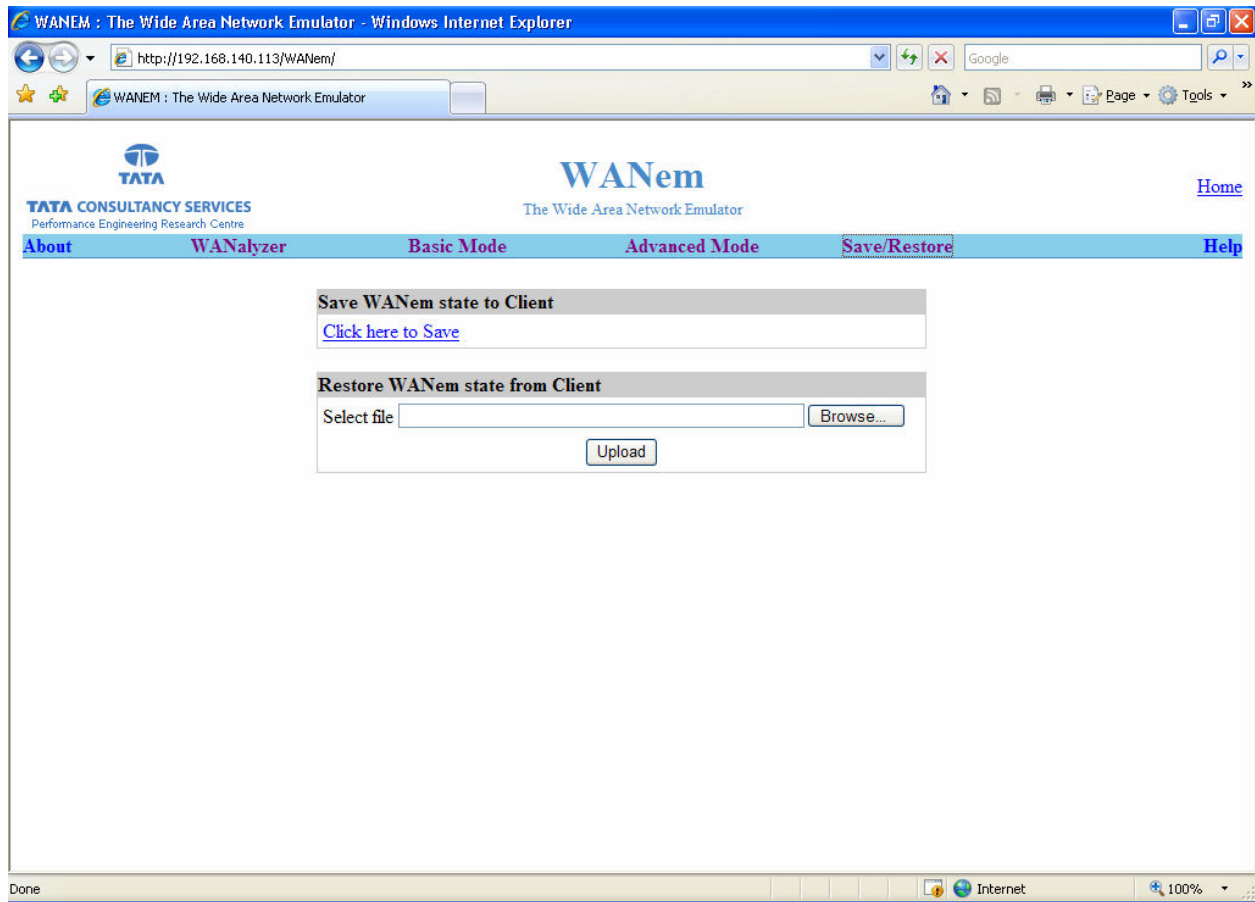 WANEM : The Wide Area Network Emulator - Windows Internet Explorer
http://192.168.140.113/WANem/
Google
WANEM : The Wide Area Network Emulator
Page
Tools
»
TATA
TATA CONSULTANCY SERVICES
Performance Engineering Research Centre
WANem
The Wide Area Network Emulator
Home
About WANalyzer Basic Mode Advanced Mode Save/Restore Help
Save WANem state to Client
Click here to Save
Restore WANem state from Client
Select file Browse...
Upload
Done Internet 100%